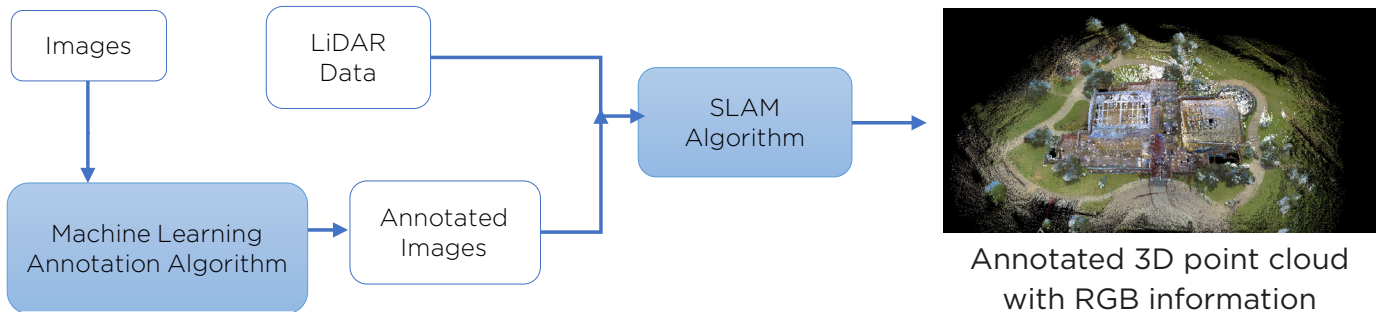 Images
LiDAR
Data
SLAM
Algorithm
Machine Learning
Annotation Algorithm
Annotated
Images
Annotated 3D point cloud
with RGB information